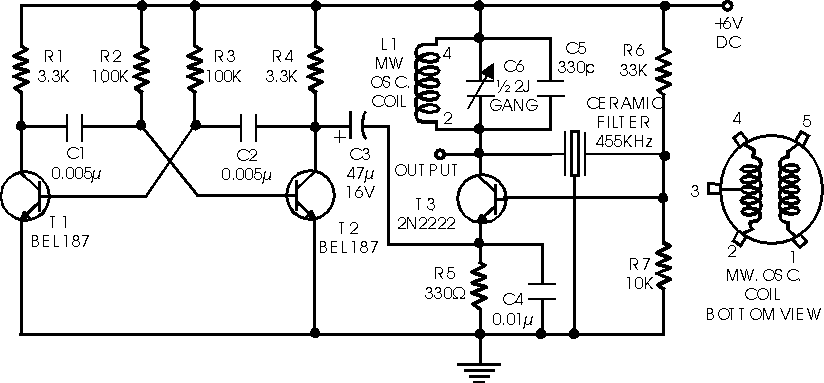 +6V
DC
R1
3.3K
R2
100K
R3
100K
R4
3.3K
L1
MW
OSC.
COIL
4
2
C6
½ 2J
GANG
C5
330p
R6
33K
CERAMIC
FILTER
455KHz
C1
0.005µ
C2
0.005µ
+
C3
47µ
16V
OUTPUT
T1
BEL187
T2
BEL187
T3
2N2222
R5
330Ω
C4
0.01µ
R7
10K
4
5
3
2
1
MW. OSC.
COIL
BOTTOM VIEW